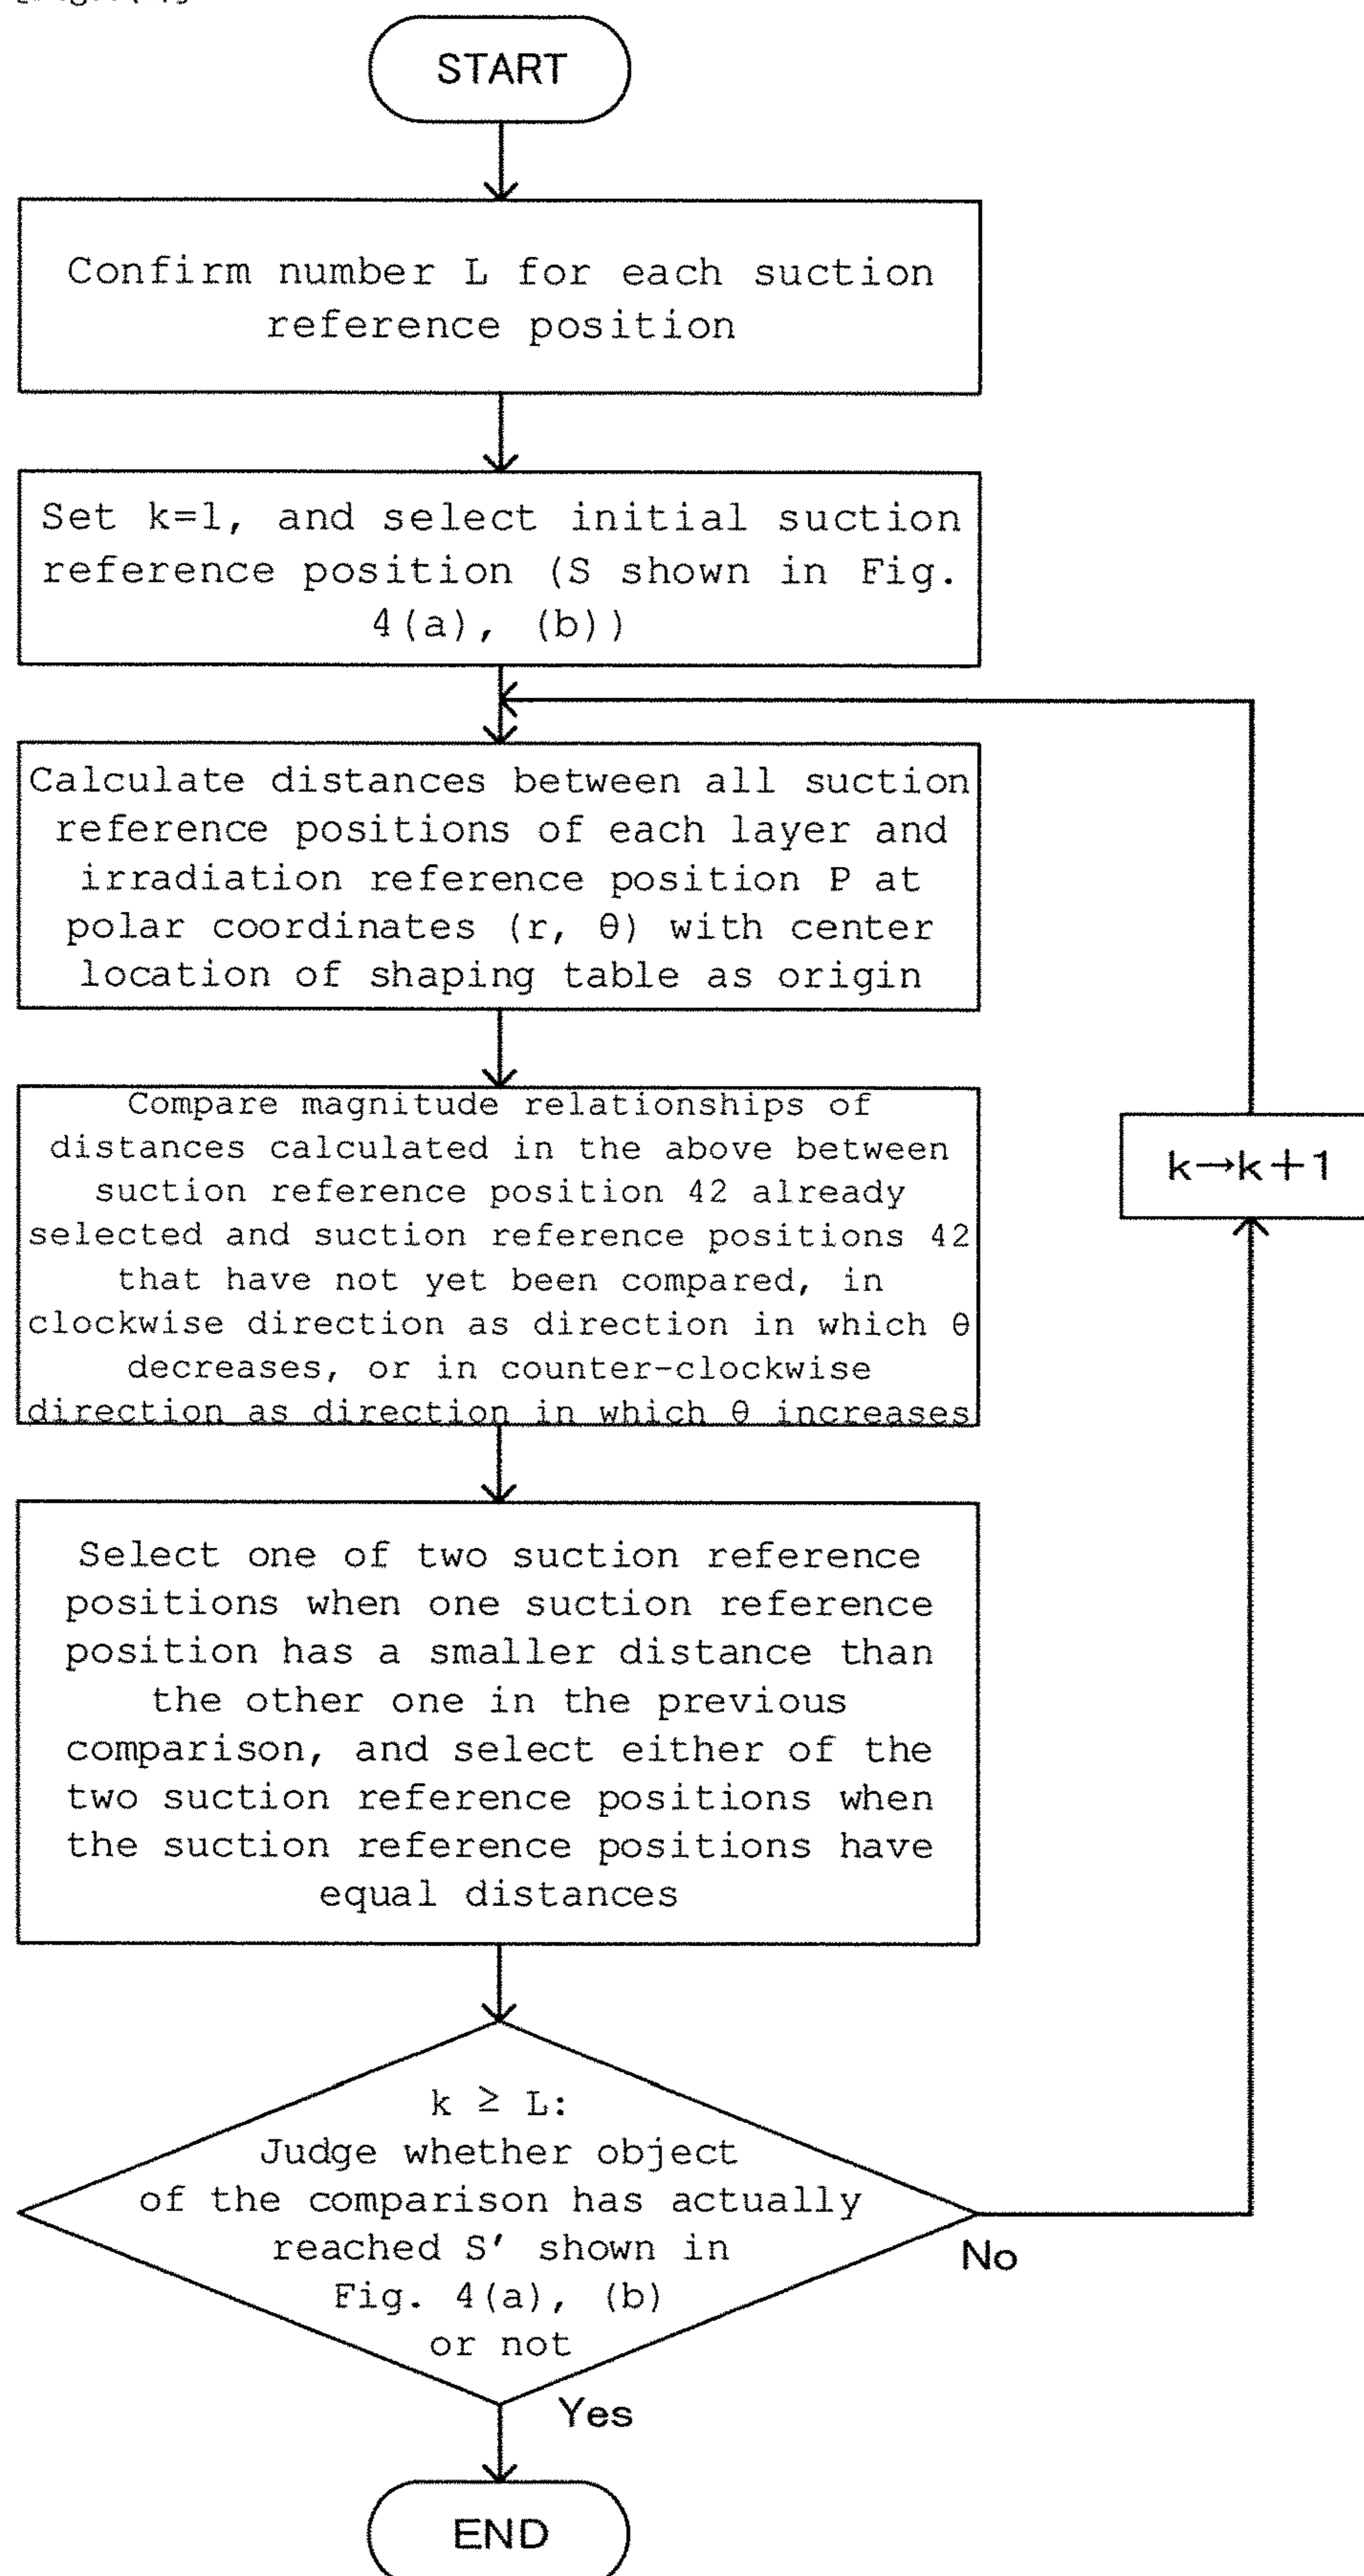 START
Confirm number L for each suction
reference position
Set k=1, and select initial suction
reference position (S shown in Fig.
4(a), (b))
Calculate distances between all suction
reference positions of each layer and
irradiation reference position P at
polar coordinates (r, θ) with center
location of shaping table as origin
Compare magnitude relationships of
distances calculated in the above between
suction reference position 42 already
selected and suction reference positions 42
that have not yet been compared, in
clockwise direction as direction in which θ
decreases, or in counter-clockwise
direction as direction in which θ increases
k→k+1
Select one of two suction reference
positions when one suction reference
position has a smaller distance than
the other one in the previous
comparison, and select either of the
two suction reference positions when
the suction reference positions have
equal distances
k ≥ L:
Judge whether object
of the comparison has actually
reached S′ shown in
Fig. 4(a), (b)
or not
No
Yes
END